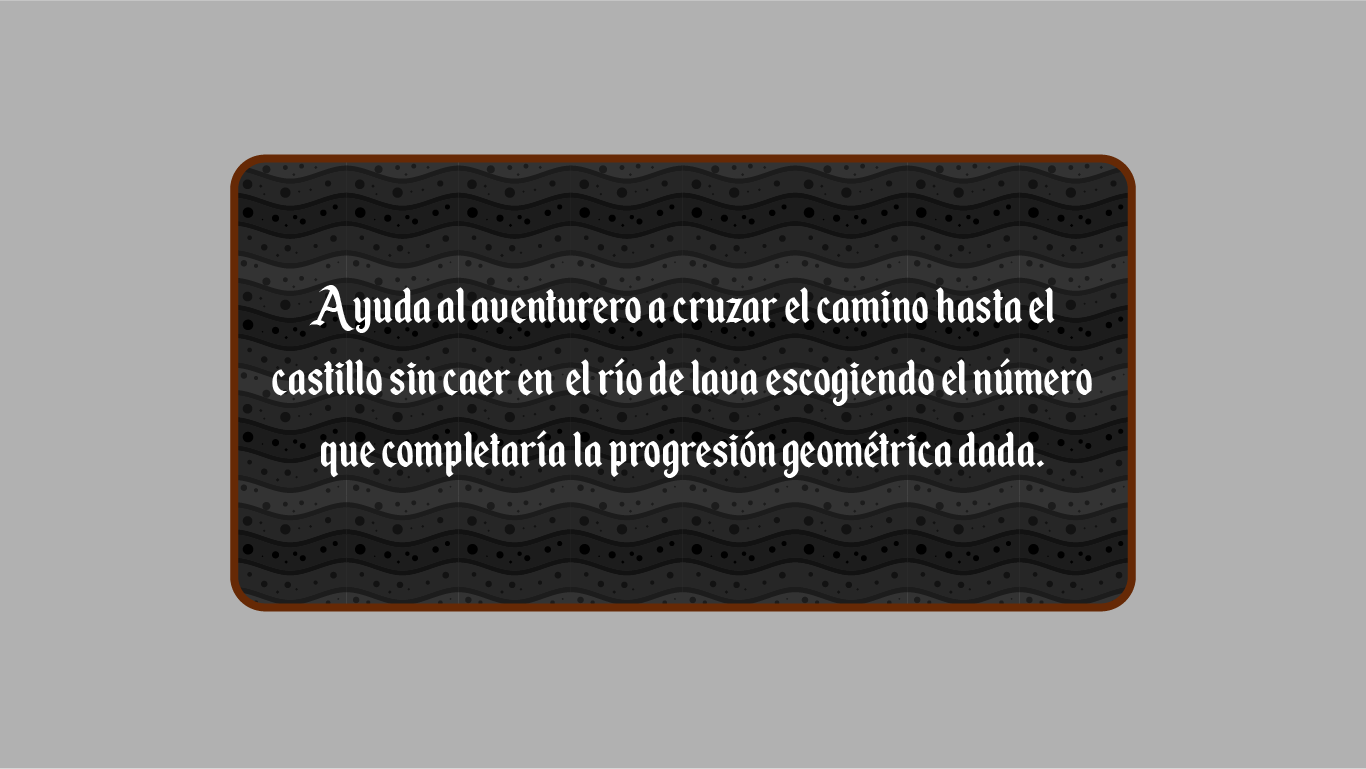 Ayuda al aventurero a cruzar el camino hasta el
castillo sin caer en el río de lava escogiendo el número
que completaría la progresión geométrica dada.